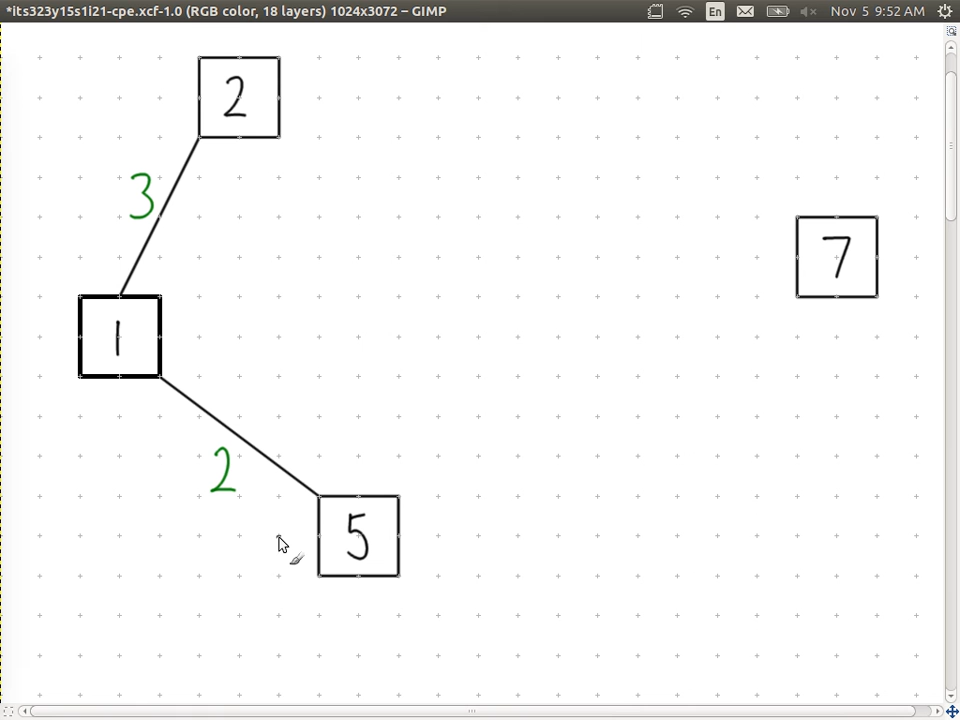 *its323y15s1i21-cpe.xcf-1.0 (RGB color, 18 layers) 1024x3072 – GIMP
En
Nov 5 9:52 AM
2
3
7
1
2
5